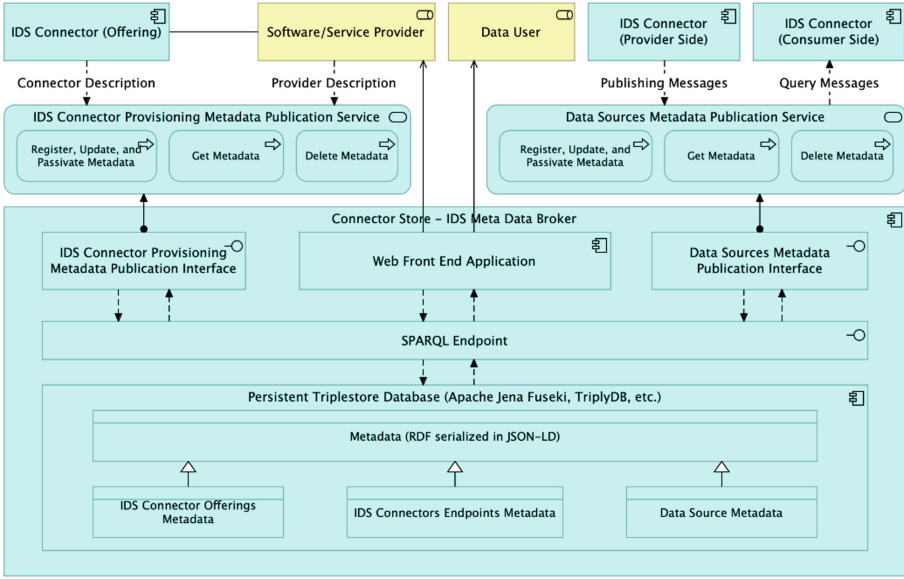 IDS Connector (Offering)
Software/Service Provider
Data User
IDS Connector
(Provider Side)
IDS Connector
(Consumer Side)
Connector Description
Provider Description
Publishing Messages
Query Messages
IDS Connector Provisioning Metadata Publication Service
Register, Update, and
Passivate Metadata
Get Metadata
Delete Metadata
Data Sources Metadata Publication Service
Register, Update, and
Passivate Metadata
Get Metadata
Delete Metadata
Connector Store - IDS Meta Data Broker
IDS Connector Provisioning
Metadata Publication Interface
Web Front End Application
Data Sources Metadata
Publication Interface
SPARQL Endpoint
Persistent Triplestore Database (Apache Jena Fuseki, TriplyDB, etc.)
Metadata (RDF serialized in JSON-LD)
IDS Connector Offerings
Metadata
IDS Connectors Endpoints Metadata
Data Source Metadata